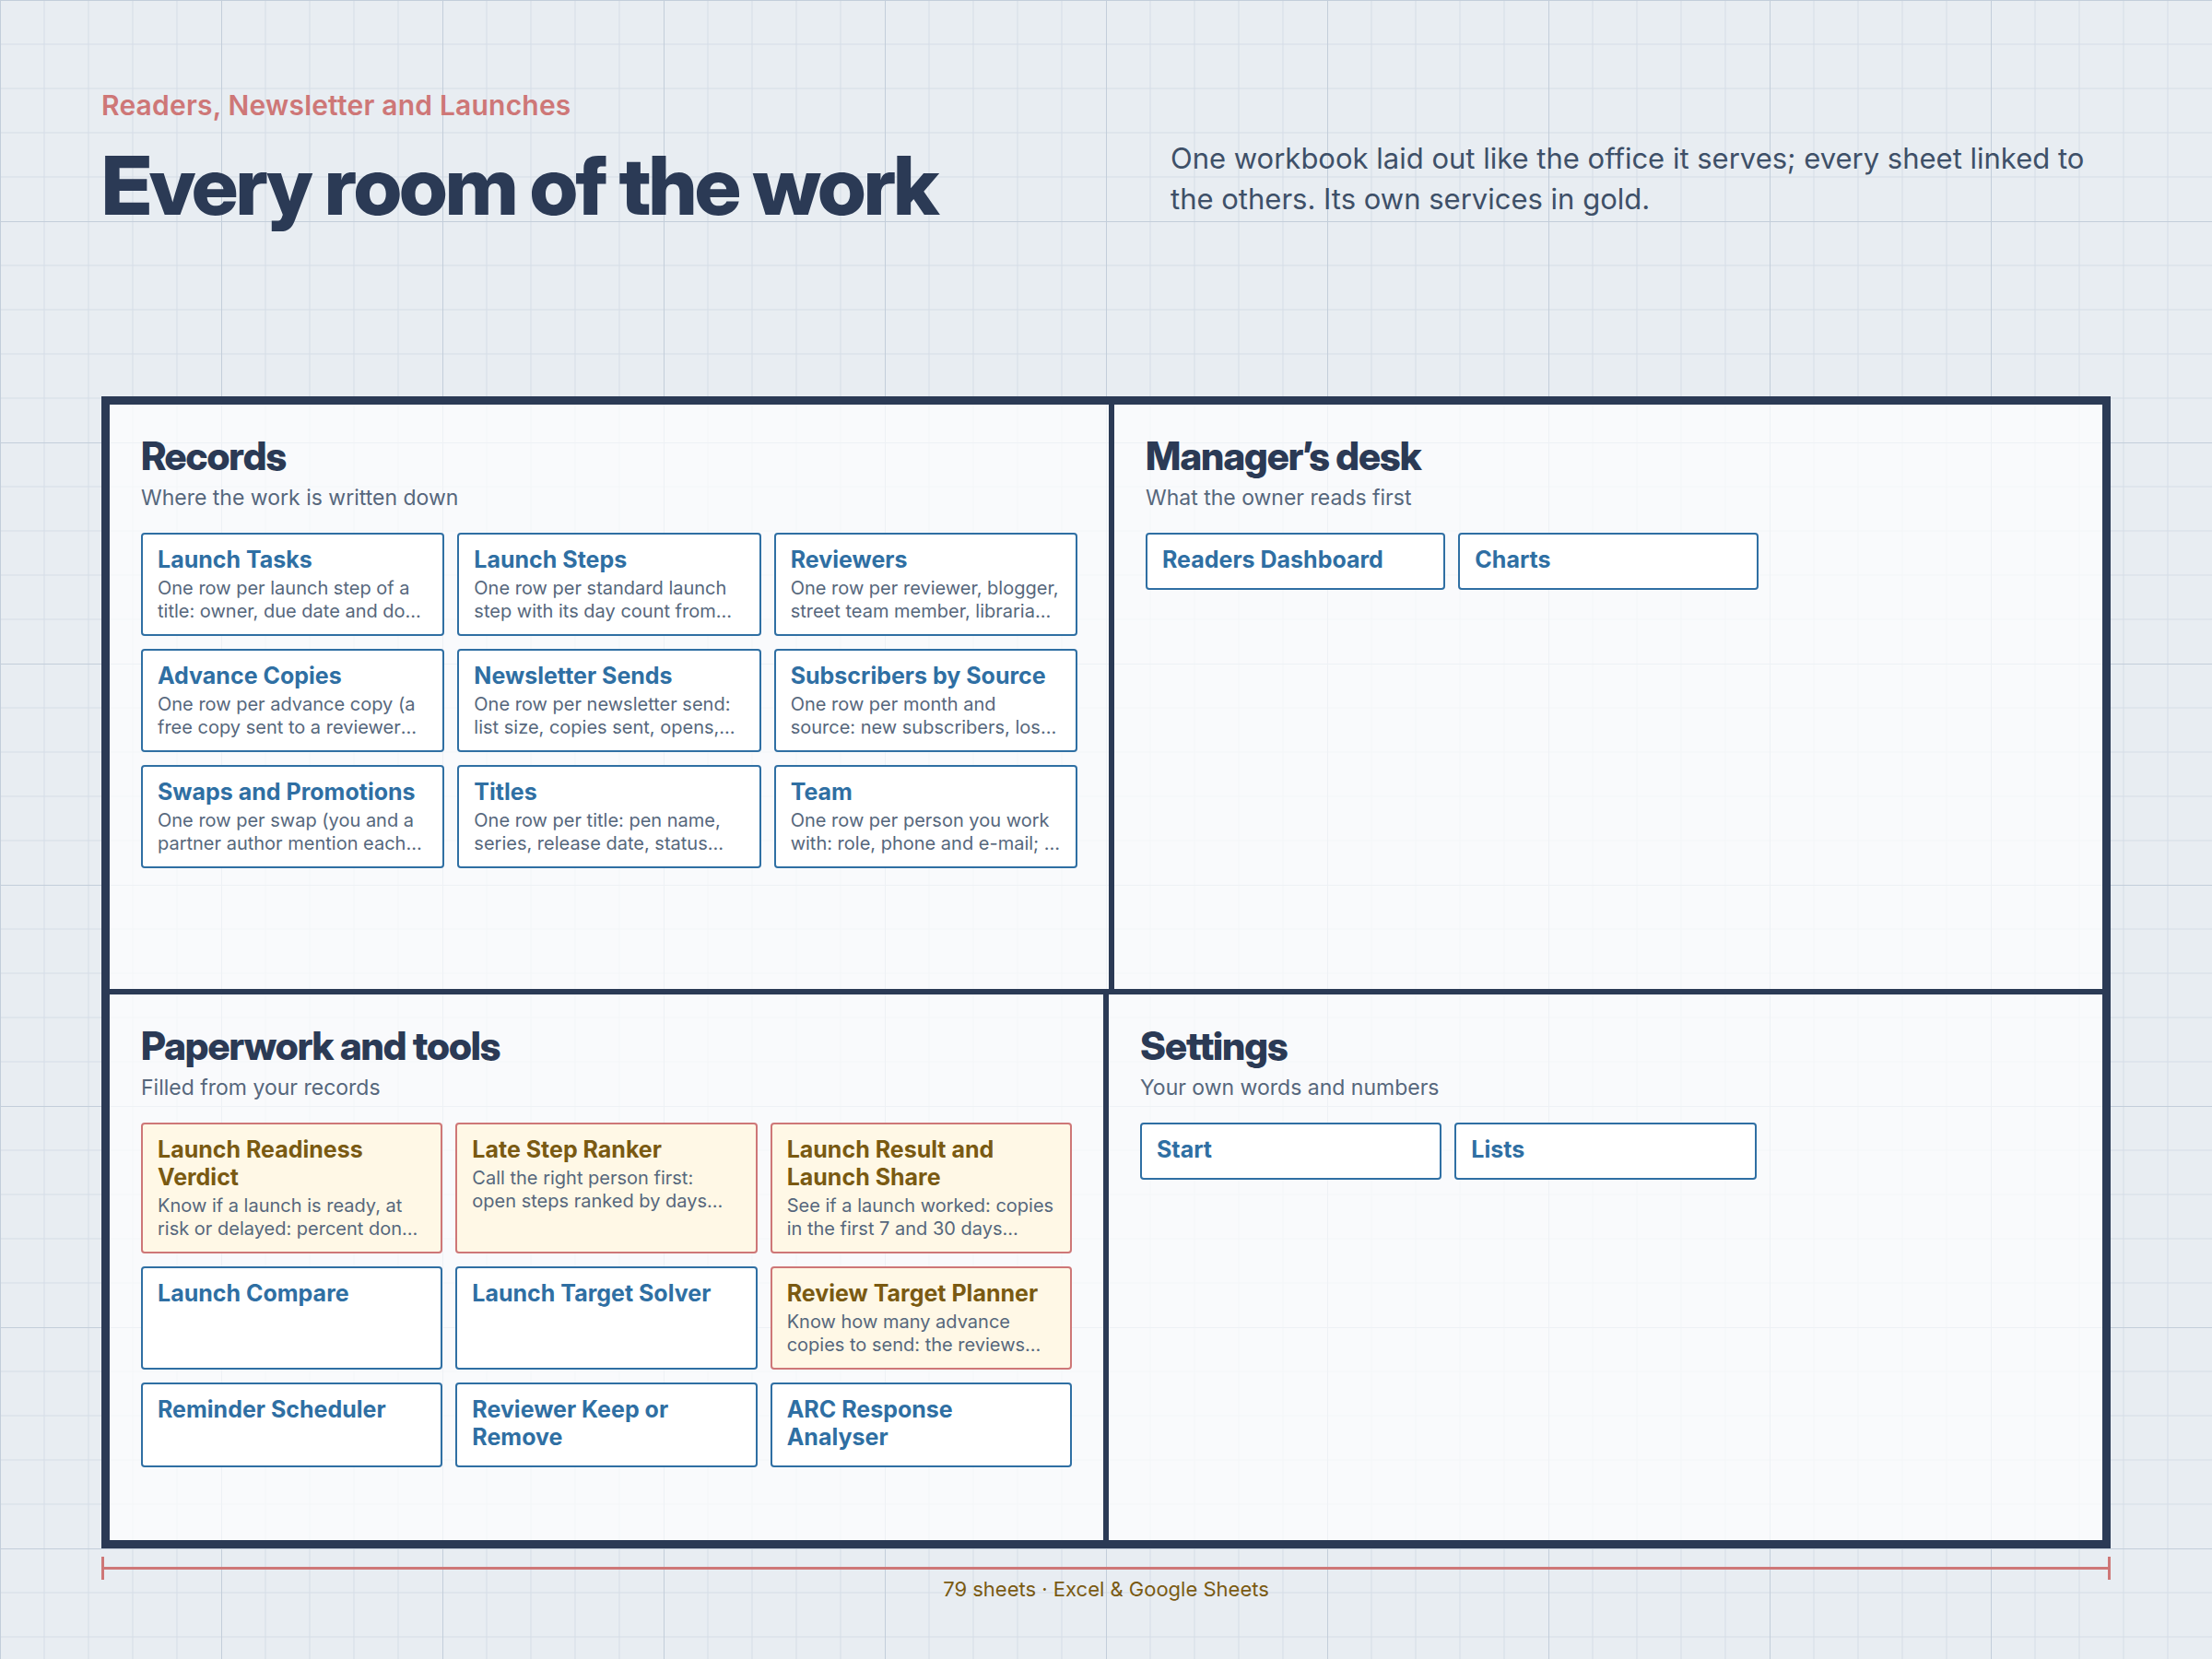 Readers, Newsletter and Launches
Every room of the work
One workbook laid out like the office it serves; every sheet linked to
the others. Its own services in gold.
Records
Where the work is written down
Launch Tasks
One row per launch step of a
title: owner, due date and do...
Launch Steps
One row per standard launch
step with its day count from...
Reviewers
One row per reviewer, blogger,
street team member, libraria...
Advance Copies
One row per advance copy (a
free copy sent to a reviewer...
Newsletter Sends
One row per newsletter send:
list size, copies sent, opens,...
Subscribers by Source
One row per month and
source: new subscribers, los...
Swaps and Promotions
One row per swap (you and a
partner author mention each...
Titles
One row per title: pen name,
series, release date, status...
Team
One row per person you work
with: role, phone and e-mail; ...
Manager’s desk
What the owner reads first
Readers Dashboard
Charts
Paperwork and tools
Filled from your records
Launch Readiness
Verdict
Know if a launch is ready, at
risk or delayed: percent don...
Late Step Ranker
Call the right person first:
open steps ranked by days...
Launch Result and
Launch Share
See if a launch worked: copies
in the first 7 and 30 days...
Launch Compare
Launch Target Solver
Review Target Planner
Know how many advance
copies to send: the reviews...
Reminder Scheduler
Reviewer Keep or
Remove
ARC Response
Analyser
Settings
Your own words and numbers
Start
Lists
79 sheets · Excel & Google Sheets